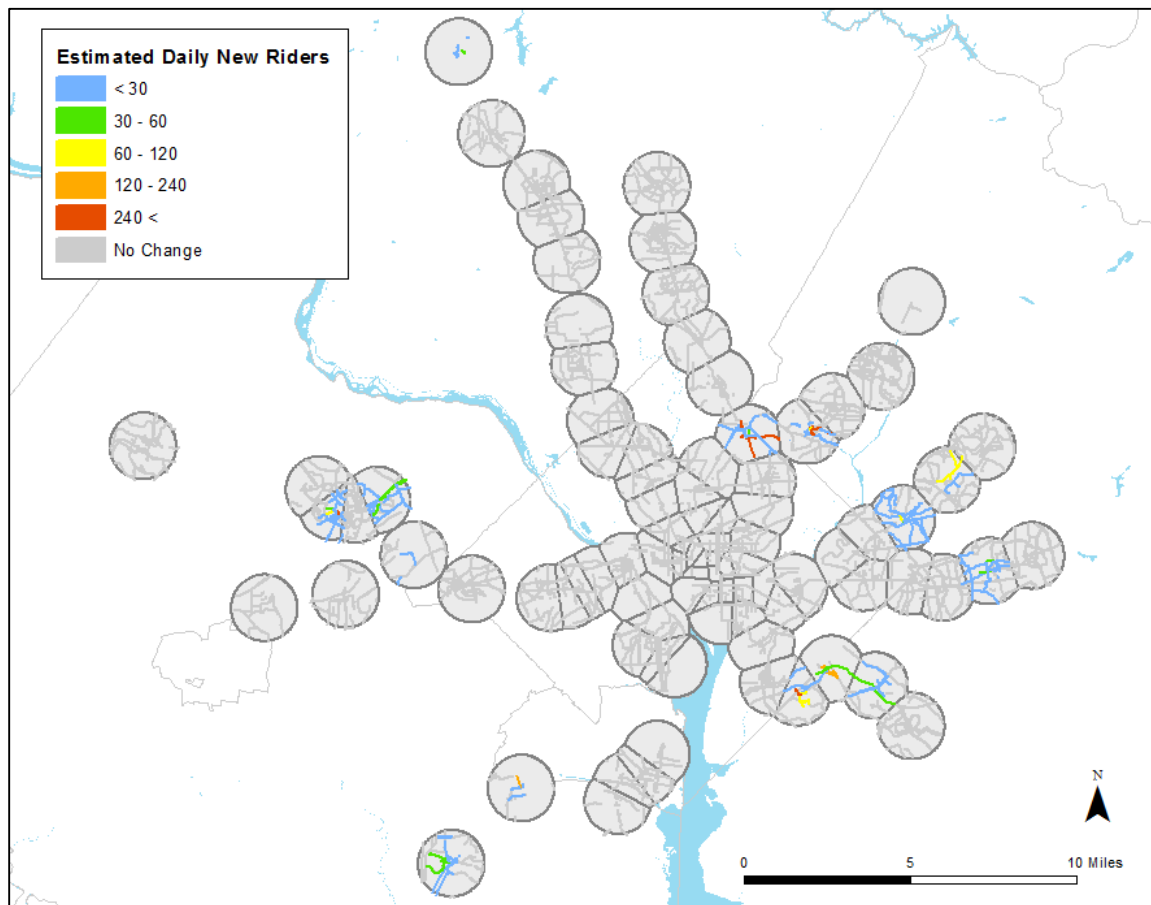 Estimated Daily New Riders
< 30
30 - 60
60 - 120
120 - 240
240 <
No Change
N
0 5 10 Miles